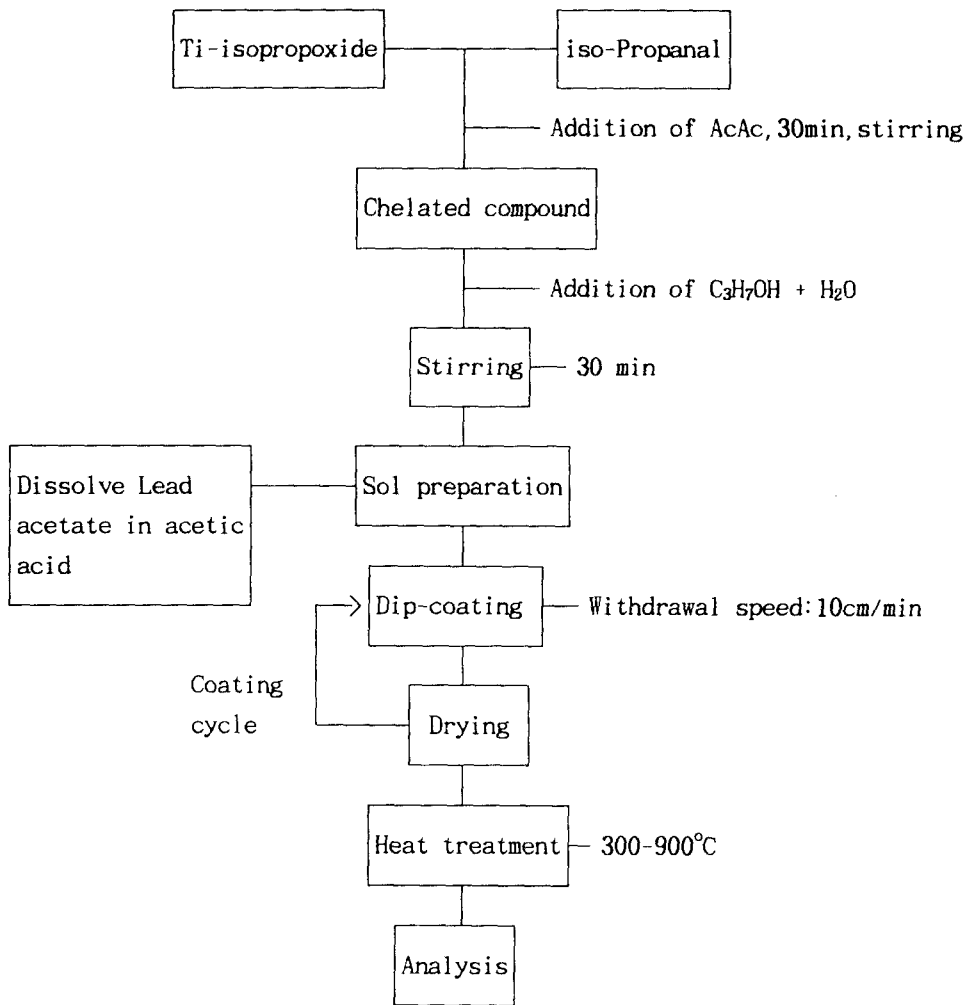 Ti-isopropoxide
iso-Propanal
Addition of AcAc, 30min, stirring
Chelated compound
Addition of C₃H₇OH + H₂O
Stirring
30 min
Dissolve Lead
acetate in acetic
acid
Sol preparation
Dip-coating
Withdrawal speed:10cm/min
Coating
cycle
Drying
Heat treatment
300-900°C
Analysis